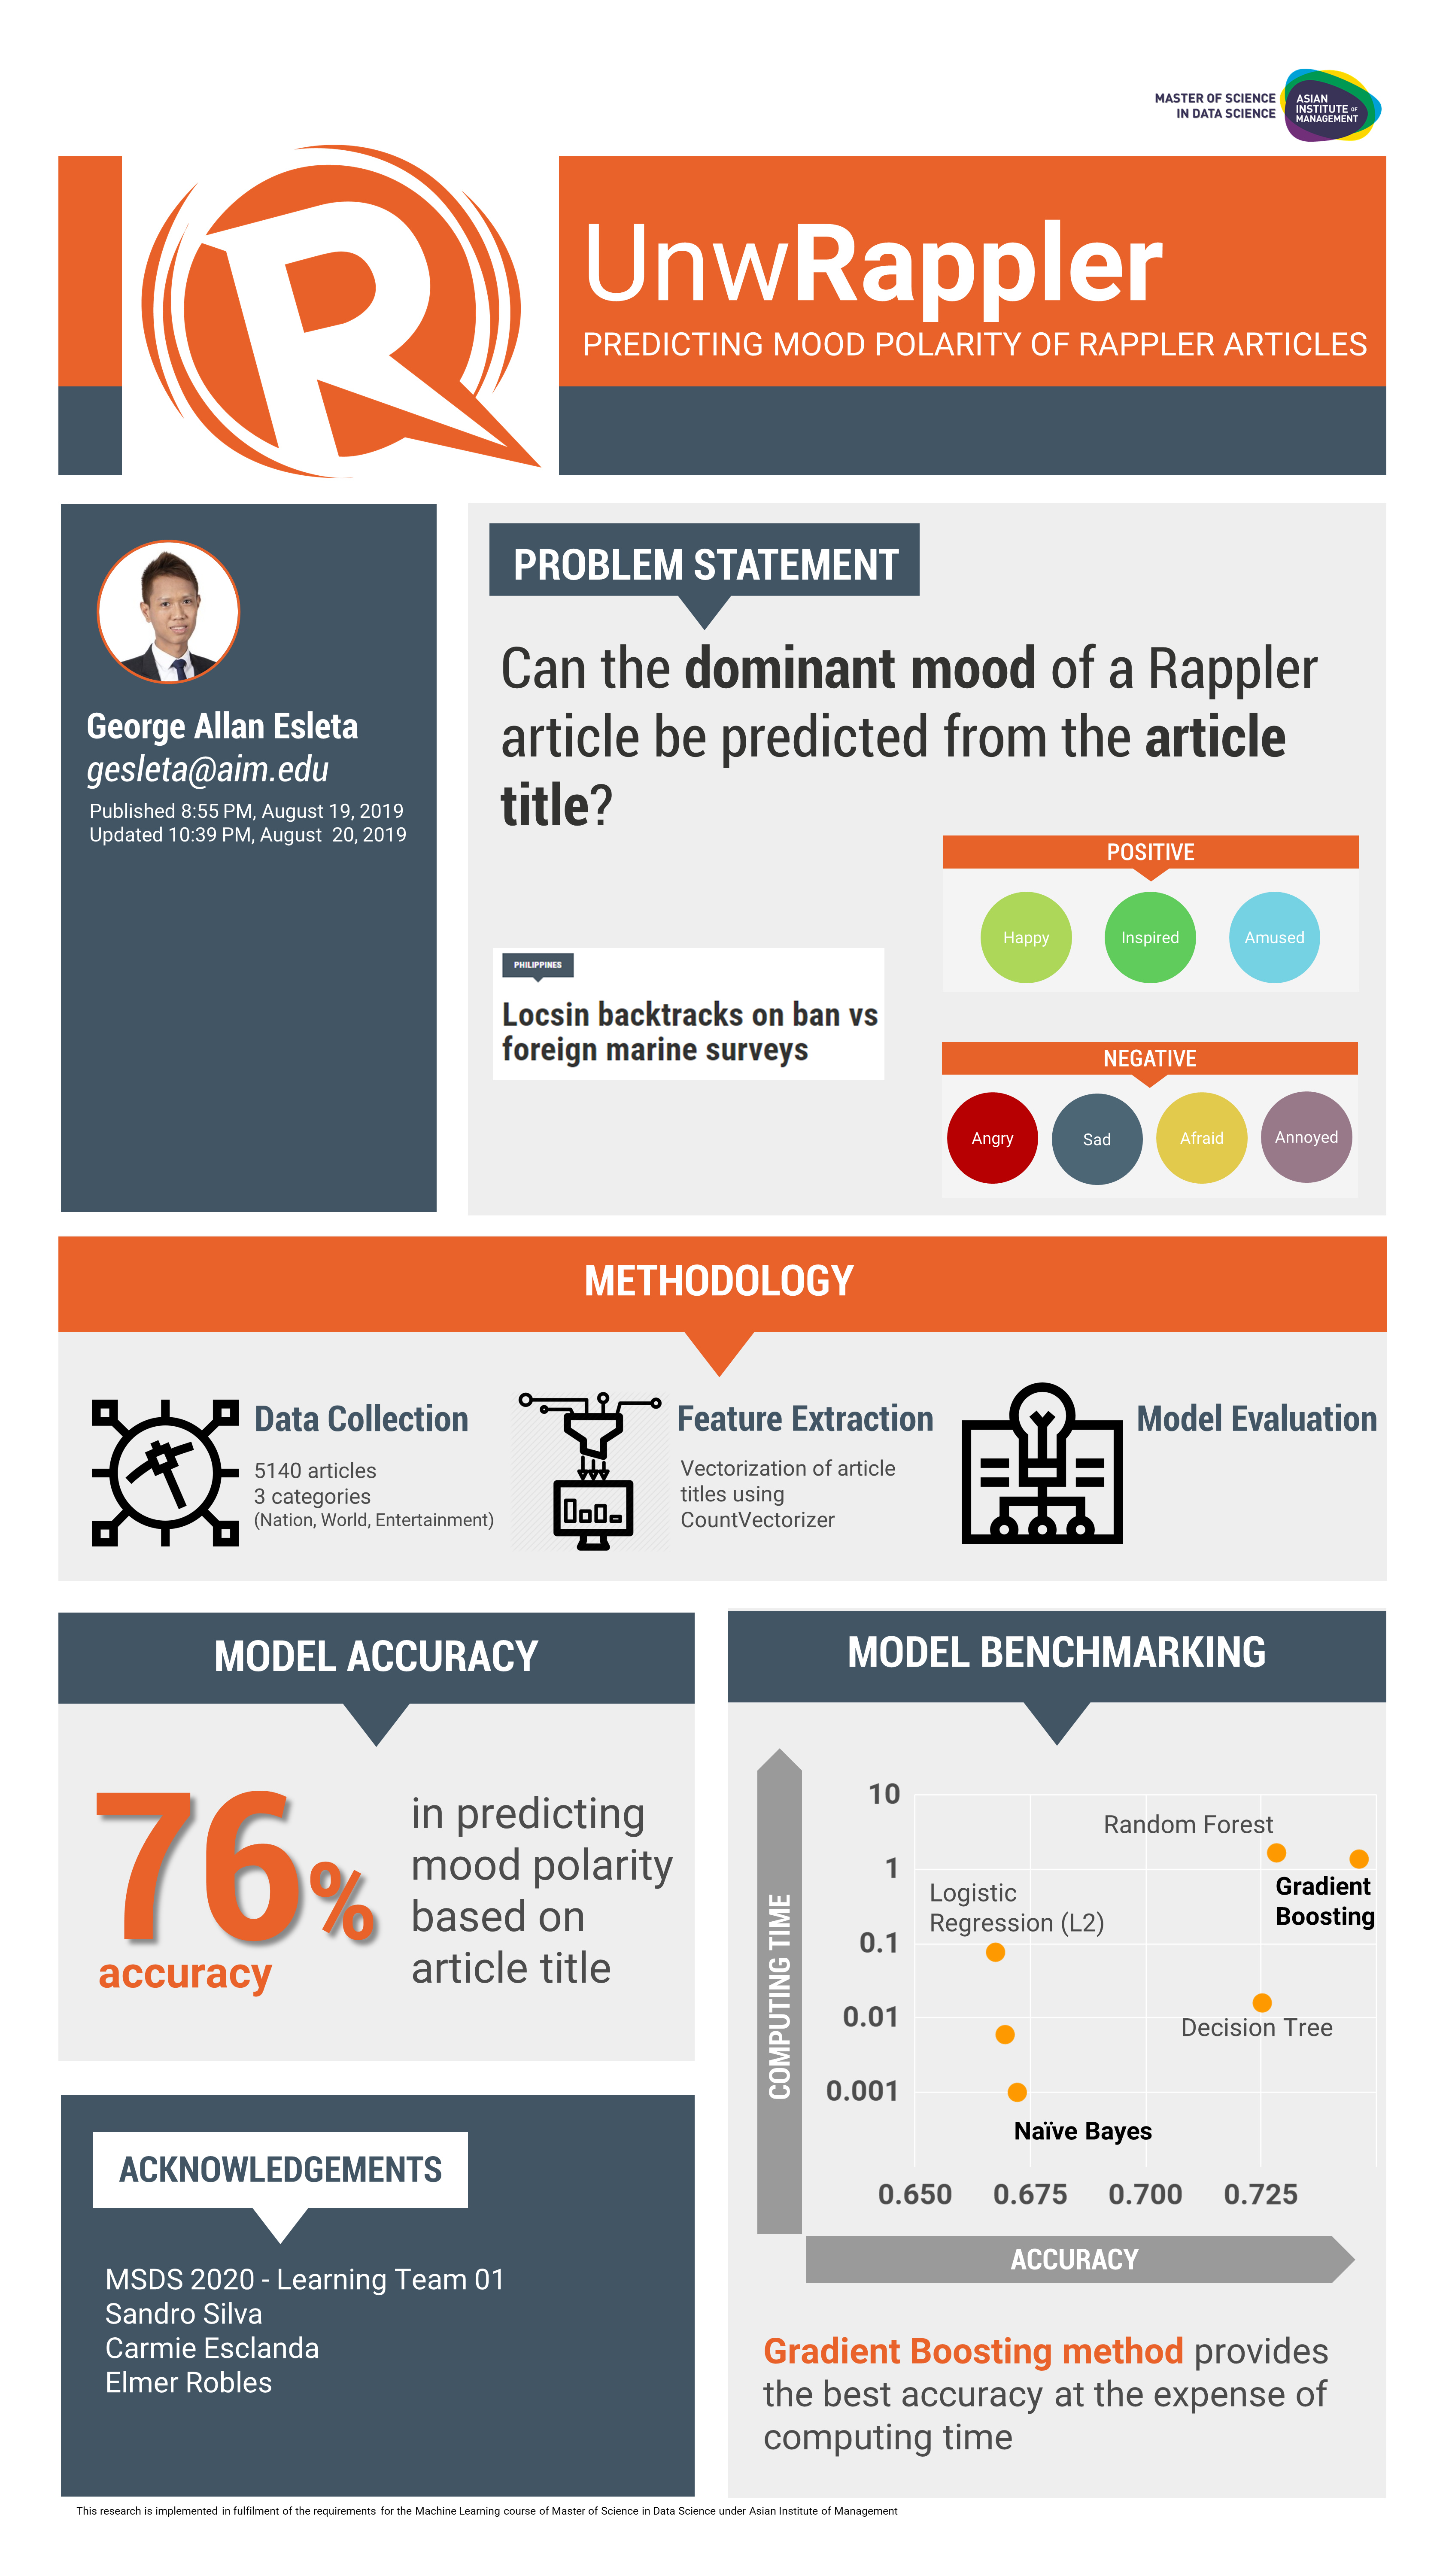 MASTER OF SCIENCE
IN DATA SCIENCE
ASIAN
INSTITUTE OF
MANAGEMENT
UnwRappler
PREDICTING MOOD POLARITY OF RAPPLER ARTICLES
George Allan Esleta
gesleta@aim.edu
Published 8:55 PM, August 19, 2019
Updated 10:39 PM, August 20, 2019
PROBLEM STATEMENT
Can the dominant mood of a Rappler
article be predicted from the article
title?
PHILIPPINES
Locsin backtracks on ban vs
foreign marine surveys
POSITIVE
Happy
Inspired
Amused
NEGATIVE
Angry
Sad
Afraid
Annoyed
METHODOLOGY
Data Collection
5140 articles
3 categories
(Nation, World, Entertainment)
Feature Extraction
Vectorization of article
titles using
CountVectorizer
Model Evaluation
MODEL ACCURACY
76%
accuracy
in predicting
mood polarity
based on
article title
ACKNOWLEDGEMENTS
MSDS 2020 - Learning Team 01
Sandro Silva
Carmie Esclanda
Elmer Robles
MODEL BENCHMARKING
COMPUTING TIME
10
1
0.1
0.01
0.001
Random Forest
Gradient
Boosting
Logistic
Regression (L2)
Decision Tree
Naïve Bayes
0.650
0.675
0.700
0.725
ACCURACY
Gradient Boosting method provides
the best accuracy at the expense of
computing time
This research is implemented in fulfilment of the requirements for the Machine Learning course of Master of Science in Data Science under Asian Institute of Management